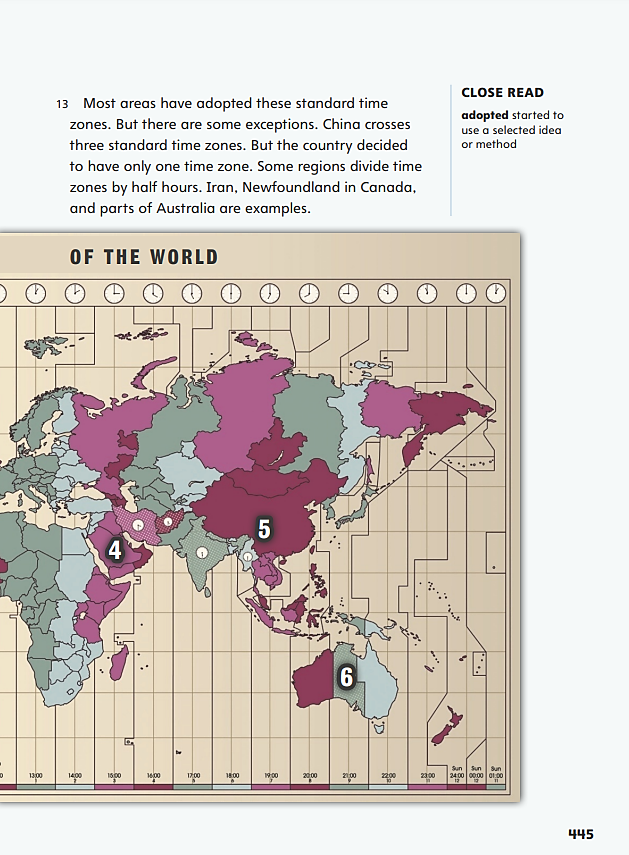 13 Most areas have adopted these standard time
zones. But there are some exceptions. China crosses
three standard time zones. But the country decided
to have only one time zone. Some regions divide time
zones by half hours. Iran, Newfoundland in Canada,
and parts of Australia are examples.
CLOSE READ
adopted started to
use a selected idea
or method
OF THE WORLD
5
4
6
Sun Sun Sun
13:00 14:00 15:00 16:00 17:00 18:00 19:00 20:00 21:00 22:00 23:00 24:00 00:00 01:00
445